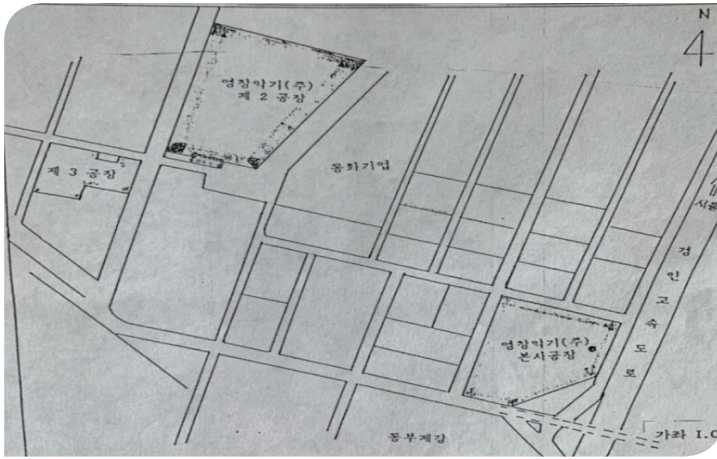 N
영창악기(주)
제 2 공장
동화기업
제 3 공장
서울
경인고속도로
영창악기(주)
본사공장
가좌 I.C
동부제강